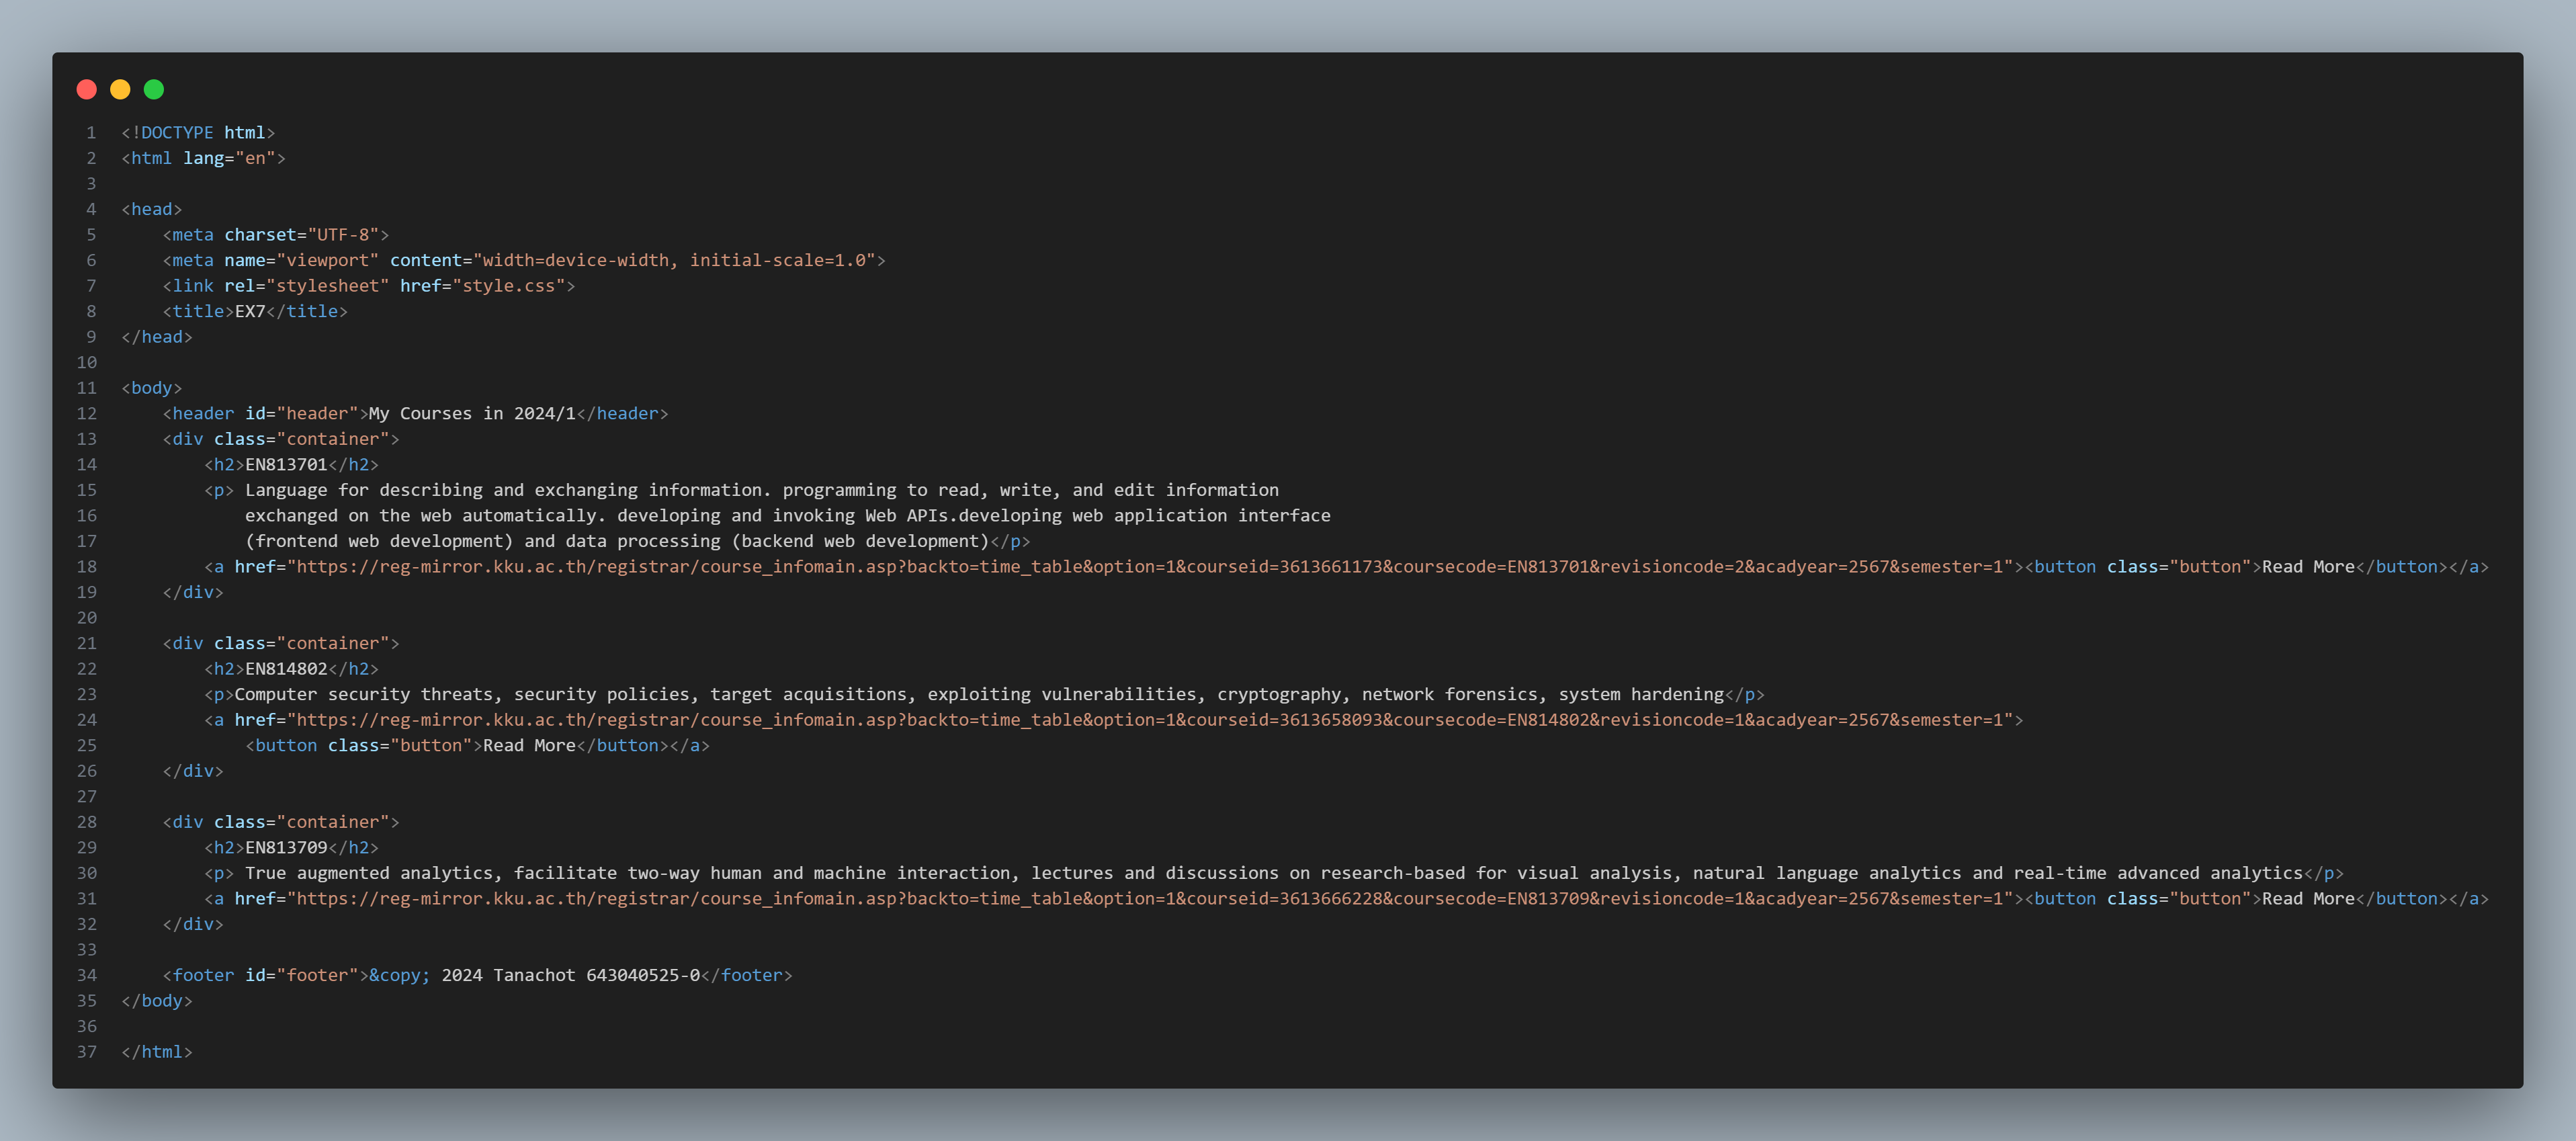 1 <!DOCTYPE html>
2 <html lang="en">
3
4 <head>
5     <meta charset="UTF-8">
6     <meta name="viewport" content="width=device-width, initial-scale=1.0">
7     <link rel="stylesheet" href="style.css">
8     <title>EX7</title>
9 </head>
10
11 <body>
12     <header id="header">My Courses in 2024/1</header>
13     <div class="container">
14         <h2>EN813701</h2>
15         <p> Language for describing and exchanging information. programming to read, write, and edit information
16             exchanged on the web automatically. developing and invoking Web APIs.developing web application interface
17             (frontend web development) and data processing (backend web development)</p>
18         <a href="https://reg-mirror.kku.ac.th/registrar/course_infomain.asp?backto=time_table&option=1&courseid=3613661173&coursecode=EN813701&revisioncode=2&acadyear=2567&semester=1"><button class="button">Read More</button></a>
19     </div>
20
21     <div class="container">
22         <h2>EN814802</h2>
23         <p>Computer security threats, security policies, target acquisitions, exploiting vulnerabilities, cryptography, network forensics, system hardening</p>
24         <a href="https://reg-mirror.kku.ac.th/registrar/course_infomain.asp?backto=time_table&option=1&courseid=3613658093&coursecode=EN814802&revisioncode=1&acadyear=2567&semester=1">
25             <button class="button">Read More</button></a>
26     </div>
27
28     <div class="container">
29         <h2>EN813709</h2>
30         <p> True augmented analytics, facilitate two-way human and machine interaction, lectures and discussions on research-based for visual analysis, natural language analytics and real-time advanced analytics</p>
31         <a href="https://reg-mirror.kku.ac.th/registrar/course_infomain.asp?backto=time_table&option=1&courseid=3613666228&coursecode=EN813709&revisioncode=1&acadyear=2567&semester=1"><button class="button">Read More</button></a>
32     </div>
33
34     <footer id="footer">&copy; 2024 Tanachot 643040525-0</footer>
35 </body>
36
37 </html>